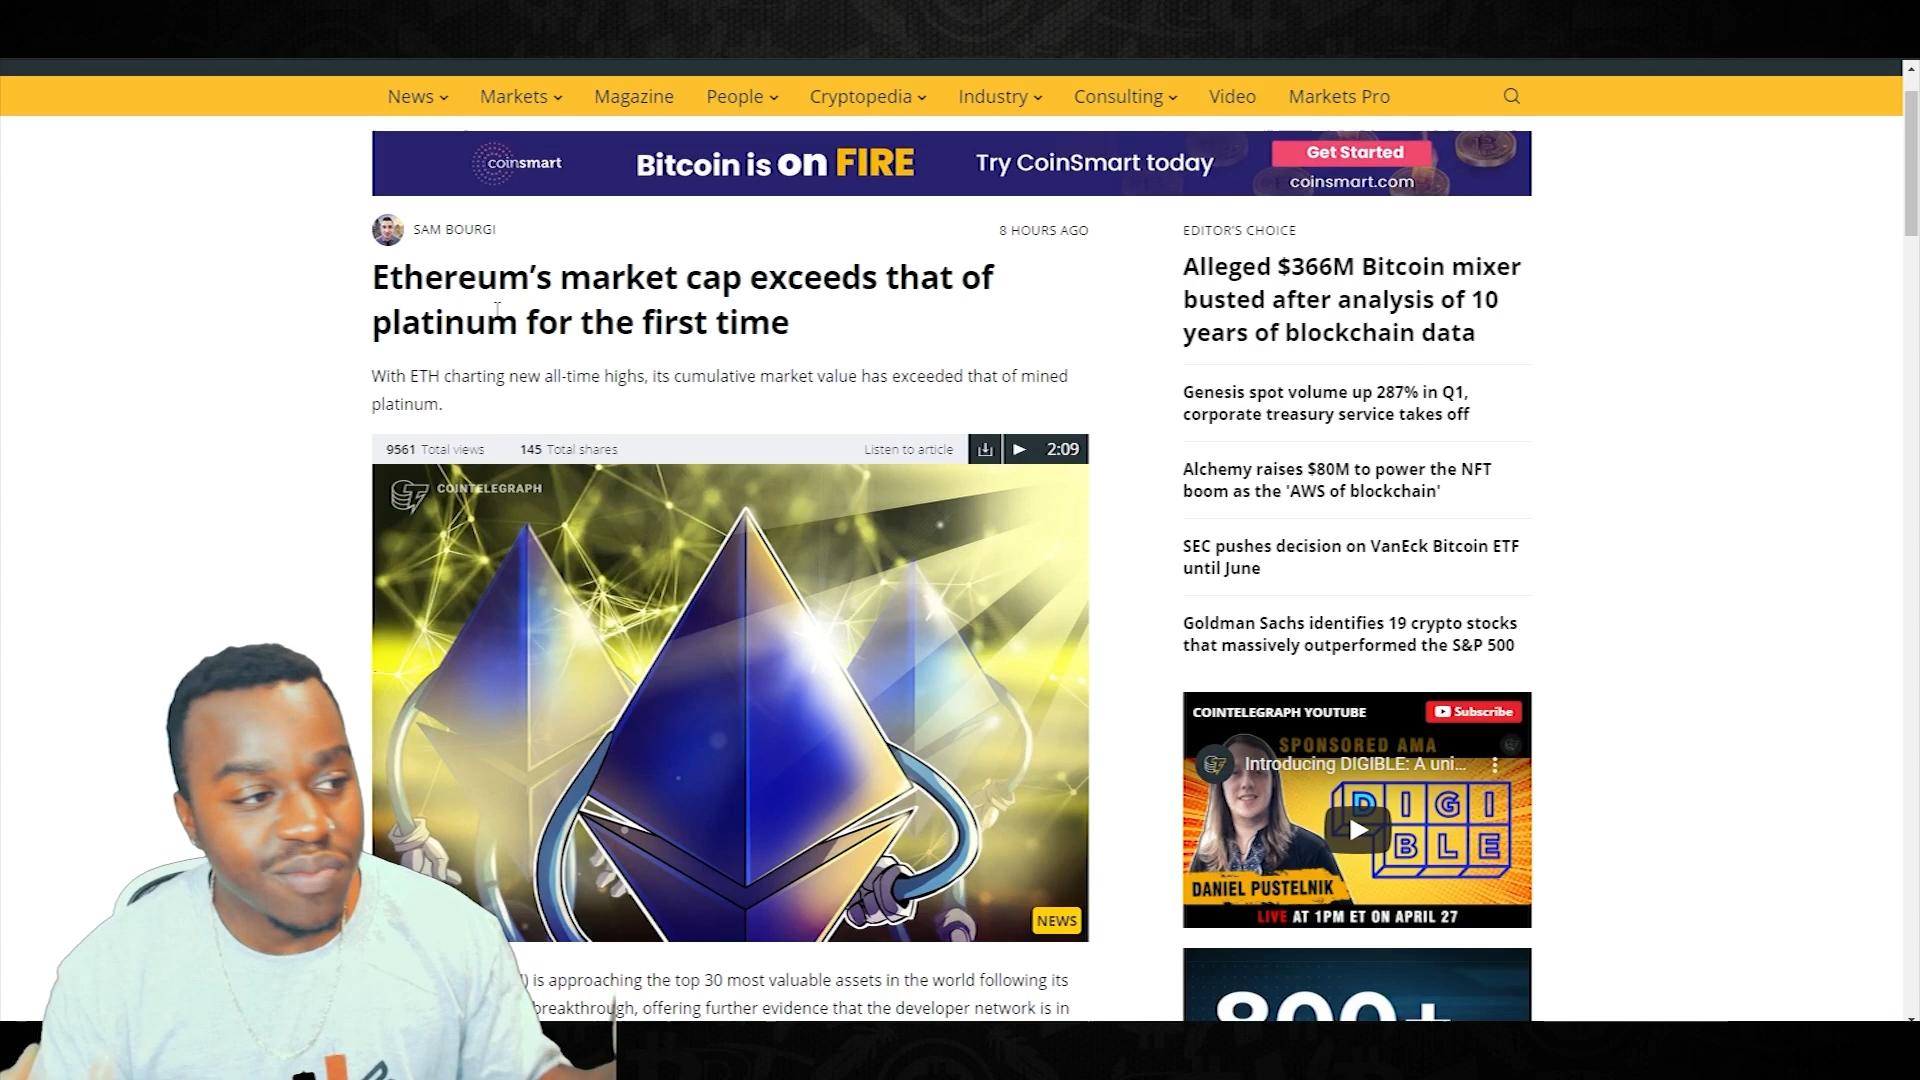 News Markets Magazine People Cryptopedia Industry Consulting Video Markets Pro
coinsmart Bitcoin is on FIRE Try CoinSmart today Get Started
coinsmart.com
SAM BOURGI 8 HOURS AGO
Ethereum's market cap exceeds that of
platinum for the first time
With ETH charting new all-time highs, its cumulative market value has exceeded that of mined
platinum.
9561 Total views 145 Total shares Listen to article 2:09
COINTELEGRAPH
NEWS
) is approaching the top 30 most valuable assets in the world following its
breakthrough, offering further evidence that the developer network is in
EDITOR'S CHOICE
Alleged $366M Bitcoin mixer
busted after analysis of 10
years of blockchain data
Genesis spot volume up 287% in Q1,
corporate treasury service takes off
Alchemy raises $80M to power the NFT
boom as the 'AWS of blockchain'
SEC pushes decision on VanEck Bitcoin ETF
until June
Goldman Sachs identifies 19 crypto stocks
that massively outperformed the S&P 500
COINTELEGRAPH YOUTUBE Subscribe
SPONSORED AMA
Introducing DIGIBLE: A uni...
DIGI
BLE
DANIEL PUSTELNIK
LIVE AT 1PM ET ON APRIL 27
800+